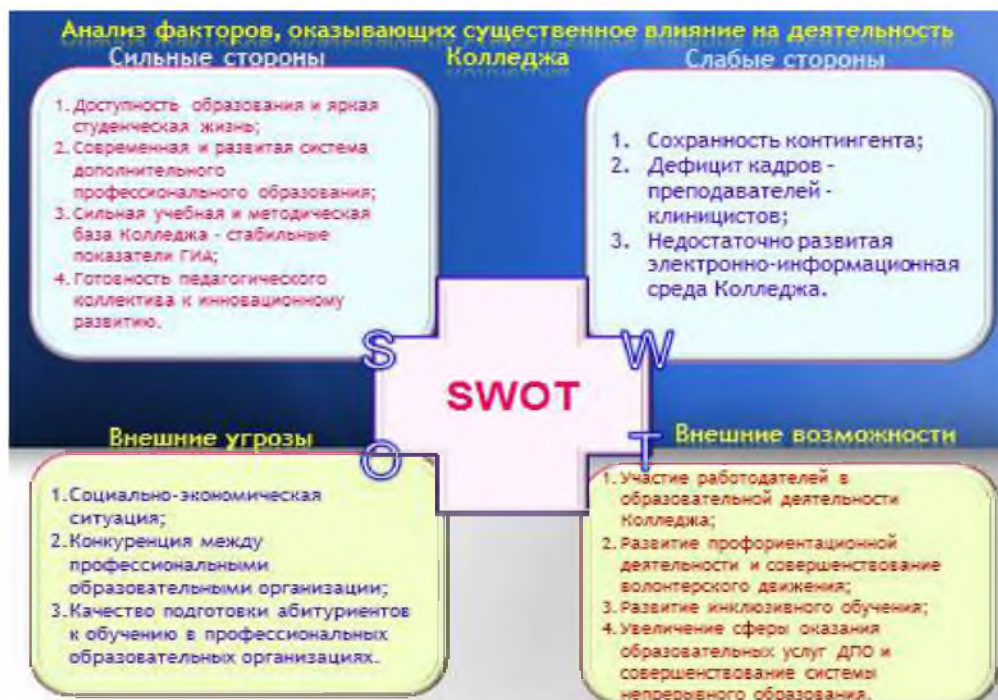 Анализ факторов, оказывающих существенное влияние на деятельность
Колледжа
Сильные стороны
1. Доступность образования и яркая
студенческая жизнь;
2. Современная и развитая система
дополнительного
профессионального образования;
3. Сильная учебная и методическая
база Колледжа - стабильные
показатели ГИА;
4. Готовность педагогического
коллектива к инновационному
развитию.
Слабые стороны
1. Сохранность контингента;
2. Дефицит кадров -
преподавателей -
клиницистов;
3. Недостаточно развитая
электронно-информационная
среда Колледжа.
S
W
SWOT
O
T
Внешние угрозы
1. Социально-экономическая
ситуация;
2. Конкуренция между
профессиональными
образовательными организации;
3. Качество подготовки абитуриентов
к обучению в профессиональных
образовательных организациях.
Внешние возможности
1. Участие работодателей в
образовательной деятельности
Колледжа;
2. Развитие профориентационной
деятельности и совершенствование
волонтерского движения;
3. Развитие инклюзивного обучения;
4. Увеличение сферы оказания
образовательных услуг ДПО и
совершенствование системы
непрерывного образования.